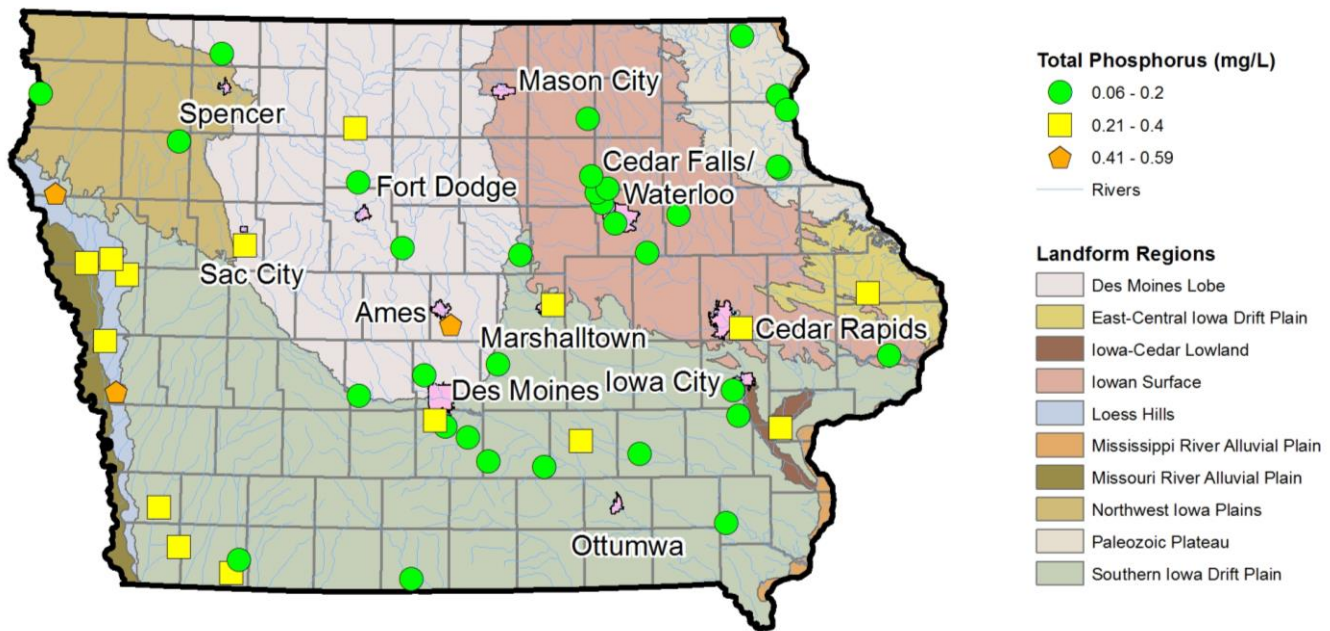 Mason City
Spencer
Cedar Falls/
Waterloo
Fort Dodge
Sac City
Ames
Marshalltown
Cedar Rapids
Des Moines
Iowa City
Ottumwa
Total Phosphorus (mg/L)
0.06 - 0.2
0.21 - 0.4
0.41 - 0.59
Rivers
Landform Regions
Des Moines Lobe
East-Central Iowa Drift Plain
Iowa-Cedar Lowland
Iowan Surface
Loess Hills
Mississippi River Alluvial Plain
Missouri River Alluvial Plain
Northwest Iowa Plains
Paleozoic Plateau
Southern Iowa Drift Plain